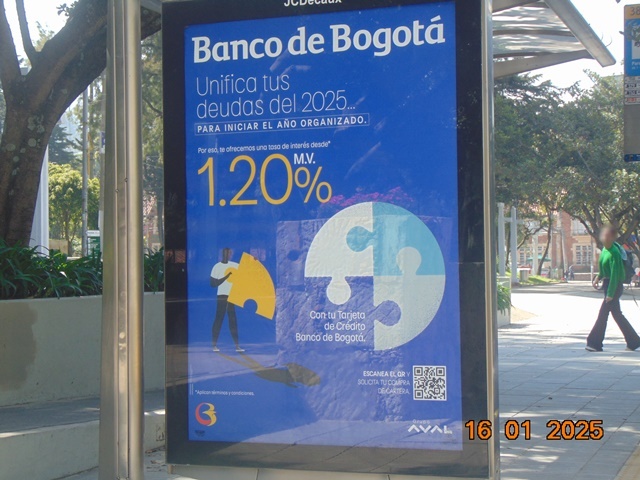 JCDecaux
Banco de Bogotá
Unifica tus
deudas del 2025...
PARA INICIAR EL AÑO ORGANIZADO.
Por eso, te ofrecemos una tasa de interés desde*
1.20% M.V.
Con tu Tarjeta
de Crédito
Banco de Bogotá.
ESCANEA EL QR Y
SOLICITA TU COMPRA
DE CARTERA.
*Aplican términos y condiciones.
AVAL
16 01 2025